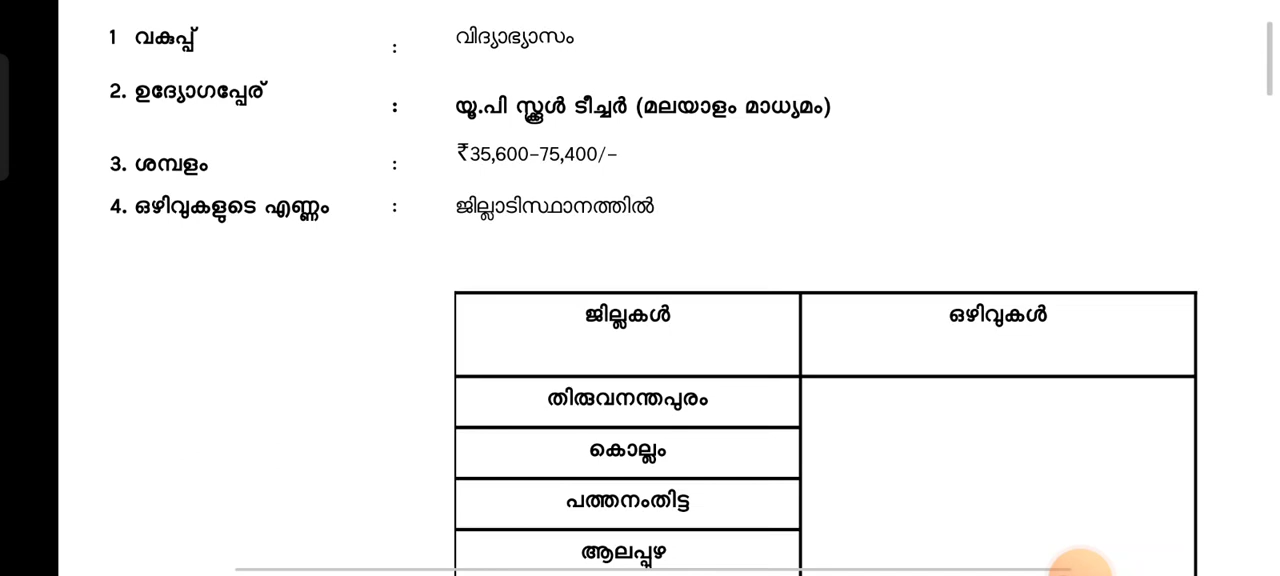 1 വകുപ്പ് : വിദ്യാഭ്യാസം
2. ഉദ്യോഗപ്പേര് : യൂ.പി സ്കൂൾ ടീച്ചർ (മലയാളം മാധ്യമം)
3. ശമ്പളം : ₹35,600-75,400/-
4. ഒഴിവുകളുടെ എണ്ണം : ജില്ലാടിസ്ഥാനത്തിൽ
ജില്ലകൾ ഒഴിവുകൾ
തിരുവനന്തപുരം
കൊല്ലം
പത്തനംതിട്ട
ആലപ്പുഴ